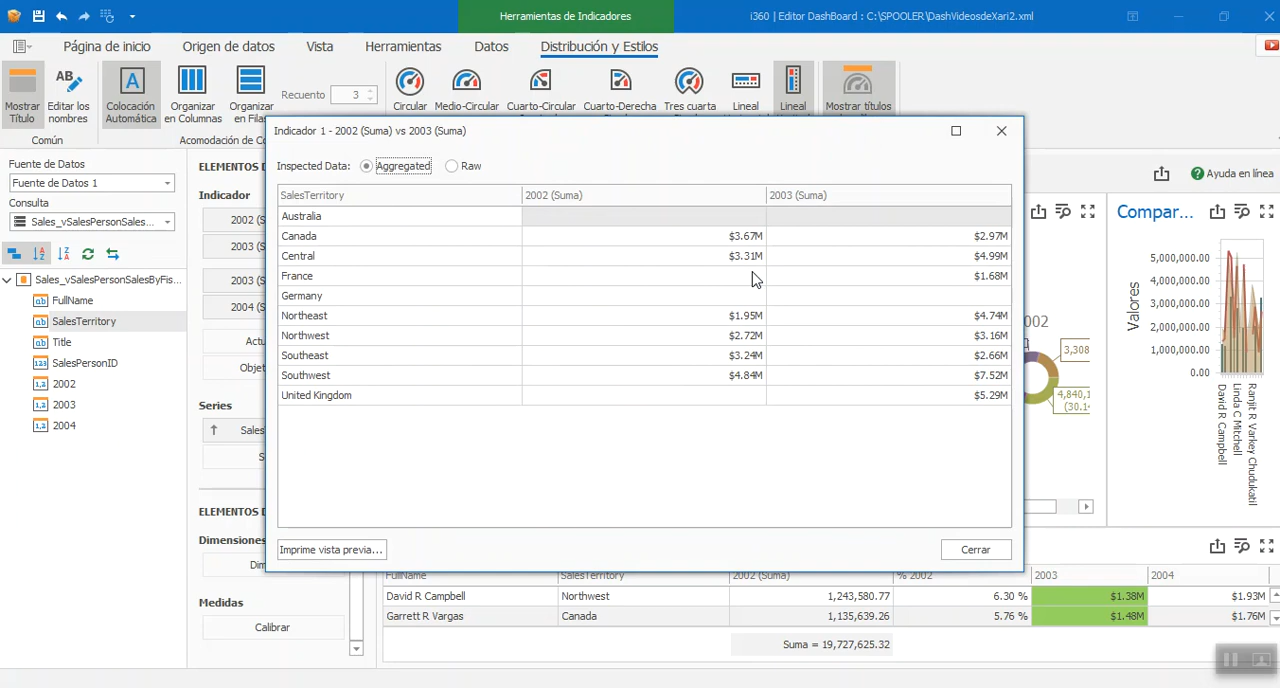 Herramientas de Indicadores
i360 | Editor DashBoard : C:\SPOOLER\DashVideosdeXari2.xml
Página de inicio Origen de datos Vista Herramientas Datos Distribución y Estilos
Mostrar Título
Editar los nombres
Colocación Automática
Organizar en Columnas
Organizar en Filas
Recuento 3
Circular Medio-Circular Cuarto-Circular Cuarto-Derecha Tres cuarta Lineal Lineal Mostrar títulos
Común
Acomodación de Co
Fuente de Datos
Fuente de Datos 1
Consulta
Sales_vSalesPersonSales...
Sales_vSalesPersonSalesByFis...
FullName
SalesTerritory
Title
SalesPersonID
2002
2003
2004
ELEMENTOS D
Indicador
2002 (S
2003 (S
2003 (S
2004 (S
Actu
Objet
Series
Sales
S
ELEMENTOS D
Dimensiones
Dim
Medidas
Calibrar
Indicador 1 - 2002 (Suma) vs 2003 (Suma)
Inspected Data: Aggregated Raw
SalesTerritory 2002 (Suma) 2003 (Suma)
Australia
Canada $3.67M $2.97M
Central $3.31M $4.99M
France $1.68M
Germany
Northeast $1.95M $4.74M
Northwest $2.72M $3.16M
Southeast $3.24M $2.66M
Southwest $4.84M $7.52M
United Kingdom $5.29M
Imprime vista previa... Cerrar
Ayuda en línea
Compar...
002
3,308
4,840,1
(30.1
Valores
5,000,000.00
4,000,000.00
3,000,000.00
2,000,000.00
1,000,000.00
0.00
David R Campbell
Linda C Mitchell
Ranjit R Varkey Chudukatil
FullName SalesTerritory 2002 (Suma) % 2002 2003 2004
David R Campbell Northwest 1,243,580.77 6.30 % $1.38M $1.93M
Garrett R Vargas Canada 1,135,639.26 5.76 % $1.48M $1.76M
Suma = 19,727,625.32